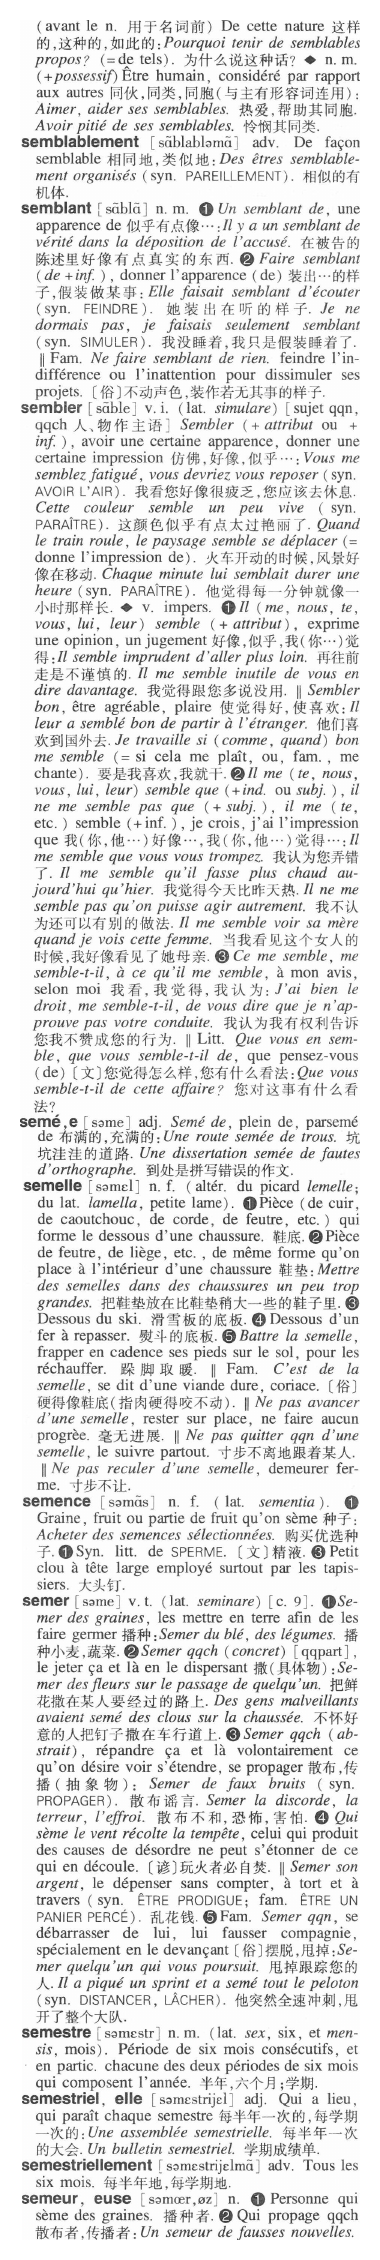 (avant le n. 用于名词前) De cette nature 这样
的,这种的,如此的: Pourquoi tenir de semblables
propos? (= de tels). 为什么说这种话? ◆ n. m.
(+possessif) Être humain, considéré par rapport
aux autres 同伙,同类,同胞(与主有形容词连用):
Aimer, aider ses semblables. 热爱,帮助其同胞.
Avoir pitié de ses semblables. 怜悯其同类.
semblablement [sɑ̃blabləmɑ̃] adv. De façon
semblable 相同地,类似地: Des êtres semblable-
ment organisés (syn. PAREILLEMENT). 相似的有
机体.
semblant [sɑ̃blɑ̃] n. m. ❶ Un semblant de, une
apparence de 似乎有点像…: Il y a un semblant de
vérité dans la déposition de l'accusé. 在被告的
陈述里好像有点真实的东西. ❷ Faire semblant
(de + inf.), donner l'apparence (de) 装出…的样
子,假装做某事: Elle faisait semblant d'écouter
(syn. FEINDRE). 她装出在听的样子. Je ne
dormais pas, je faisais seulement semblant
(syn. SIMULER). 我没睡着,我只是假装睡着了.
‖ Fam. Ne faire semblant de rien. feindre l'in-
différence ou l'inattention pour dissimuler ses
projets. 〔俗〕不动声色,装作若无其事的样子.
sembler [sɑ̃ble] v. i. (lat. simulare) [sujet qqn,
qqch 人、物作主语] Sembler (+ attribut ou +
inf.), avoir une certaine apparence, donner une
certaine impression 仿佛,好像,似乎…: Vous me
semblez fatigué, vous devriez vous reposer (syn.
AVOIR L'AIR). 我看您好像很疲乏,您应该去休息.
Cette couleur semble un peu vive (syn.
PARAÎTRE). 这颜色似乎有点太过艳丽了. Quand
le train roule, le paysage semble se déplacer (=
donne l'impression de). 火车开动的时候,风景好
像在移动. Chaque minute lui semblait durer une
heure (syn. PARAÎTRE). 他觉得每一分钟就像一
小时那样长. ◆ v. impers. ❶ Il (me, nous, te,
vous, lui, leur) semble (+ attribut), exprime
une opinion, un jugement 好像,似乎,我(你…)觉
得: Il semble imprudent d'aller plus loin. 再往前
走是不谨慎的. Il me semble inutile de vous en
dire davantage. 我觉得跟您多说没用. ‖ Sembler
bon, être agréable, plaire 使觉得好,使喜欢: Il
leur a semblé bon de partir à l'étranger. 他们喜
欢到国外去. Je travaille si (comme, quand) bon
me semble (= si cela me plaît, ou, fam., me
chante). 要是我喜欢,我就干. ❷ Il me (te, nous,
vous, lui, leur) semble que (+ ind. ou subj.), il
ne me semble pas que (+ subj.), il me (te,
etc.) semble (+ inf.), je crois, j'ai l'impression
que 我(你,他…)好像…,我(你,他…)觉得…: Il
me semble que vous vous trompez. 我认为您弄错
了. Il me semble qu'il fasse plus chaud au-
jourd'hui qu'hier. 我觉得今天比昨天热. Il ne me
semble pas qu'on puisse agir autrement. 我不认
为还可以有别的做法. Il me semble voir sa mère
quand je vois cette femme. 当我看见这个女人的
时候,我好像看见了她母亲. ❸ Ce me semble, me
semble-t-il, à ce qu'il me semble, à mon avis,
selon moi 我看,我觉得,我认为: J'ai bien le
droit, me semble-t-il, de vous dire que je n'ap-
prouve pas votre conduite. 我认为我有权利告诉
您我不赞成您的行为. ‖ Litt. Que vous en sem-
ble, que vous semble-t-il de, que pensez-vous
(de) 〔文〕您觉得怎么样,您有什么看法: Que vous
semble-t-il de cette affaire? 您对这事有什么看
法?
semé, e [səme] adj. Semé de, plein de, parsemé
de 布满的,充满的: Une route semée de trous. 坑
坑洼洼的道路. Une dissertation semée de fautes
d'orthographe. 到处是拼写错误的作文.
semelle [səmɛl] n. f. (altér. du picard lemelle;
du lat. lamella, petite lame). ❶ Pièce (de cuir,
de caoutchouc, de corde, de feutre, etc.) qui
forme le dessous d'une chaussure. 鞋底. ❷ Pièce
de feutre, de liège, etc., de même forme qu'on
place à l'intérieur d'une chaussure 鞋垫: Mettre
des semelles dans des chaussures un peu trop
grandes. 把鞋垫放在比鞋垫稍大一些的鞋子里. ❸
Dessous du ski. 滑雪板的底板. ❹ Dessous d'un
fer à repasser. 熨斗的底板. ❺ Battre la semelle,
frapper en cadence ses pieds sur le sol, pour les
réchauffer. 跺脚取暖. ‖ Fam. C'est de la
semelle, se dit d'une viande dure, coriace. 〔俗〕
硬得像鞋底(指肉硬得咬不动). ‖ Ne pas avancer
d'une semelle, rester sur place, ne faire aucun
progrèe. 毫无进展. ‖ Ne pas quitter qqn d'une
semelle, le suivre partout. 寸步不离地跟着某人.
‖ Ne pas reculer d'une semelle, demeurer fer-
me. 寸步不让.
semence [səmɑ̃s] n. f. (lat. sementia). ❶
Graine, fruit ou partie de fruit qu'on sème 种子:
Acheter des semences sélectionnées. 购买优选种
子. ❶ Syn. litt. de SPERME. 〔文〕精液. ❸ Petit
clou à tête large employé surtout par les tapis-
siers. 大头钉.
semer [səme] v. t. (lat. seminare) [c. 9]. ❶ Se-
mer des graines, les mettre en terre afin de les
faire germer 播种: Semer du blé, des légumes. 播
种小麦,蔬菜. ❷ Semer qqch (concret) [qqpart],
le jeter ça et là en le dispersant 撒(具体物): Se-
mer des fleurs sur le passage de quelqu'un. 把鲜
花撒在某人要经过的路上. Des gens malveillants
avaient semé des clous sur la chaussée. 不怀好
意的人把钉子撒在车行道上. ❸ Semer qqch (ab-
strait), répandre ça et là volontairement ce
qu'on désire voir s'étendre, se propager 散布,传
播(抽象物): Semer de faux bruits (syn.
PROPAGER). 散布谣言. Semer la discorde, la
terreur, l'effroi. 散布不和,恐怖,害怕. ❹ Qui
sème le vent récolte la tempête, celui qui produit
des causes de désordre ne peut s'étonner de ce
qui en découle. 〔谚〕玩火者必自焚. ‖ Semer son
argent, le dépenser sans compter, à tort et à
travers (syn. ÊTRE PRODIGUE; fam. ÊTRE UN
PANIER PERCÉ). 乱花钱. ❺ Fam. Semer qqn, se
débarrasser de lui, lui fausser compagnie,
spécialement en le devançant 〔俗〕摆脱,甩掉: Se-
mer quelqu'un qui vous poursuit. 甩掉跟踪您的
人. Il a piqué un sprint et a semé tout le peloton
(syn. DISTANCER, LÂCHER). 他突然全速冲刺,甩
开了整个大队.
semestre [səmɛstr] n. m. (lat. sex, six, et men-
sis, mois). Période de six mois consécutifs, et
en partic. chacune des deux périodes de six mois
qui composent l'année. 半年,六个月;学期.
semestriel, elle [səmɛstrijɛl] adj. Qui a lieu,
qui paraît chaque semestre 每半年一次的,每学期
一次的: Une assemblée semestrielle. 每半年一次
的大会. Un bulletin semestriel. 学期成绩单.
semestriellement [səmɛstrijɛlmɑ̃] adv. Tous les
six mois. 每半年地,每学期地.
semeur, euse [səmœr, øz] n. ❶ Personne qui
sème des graines. 播种者. ❷ Qui propage qqch
散布者,传播者: Un semeur de fausses nouvelles.